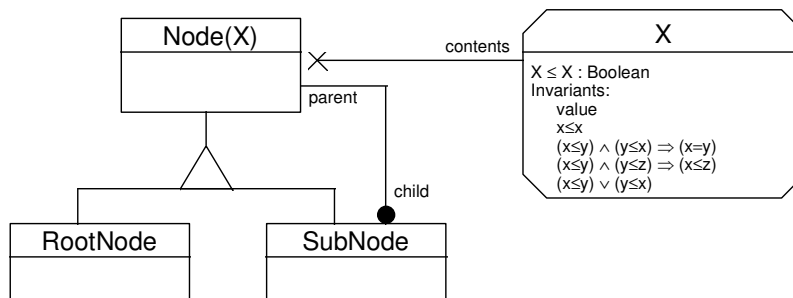 Node(X)
contents
X
parent
X ≤ X : Boolean
Invariants:
value
x≤x
(x≤y) ∧ (y≤x) ⇒ (x=y)
(x≤y) ∧ (y≤z) ⇒ (x≤z)
(x≤y) ∨ (y≤x)
child
RootNode
SubNode